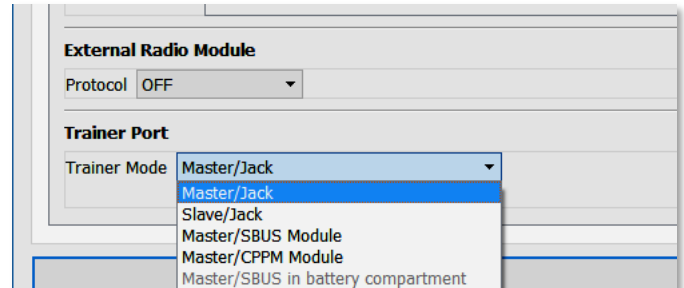 External Radio Module
Protocol OFF
Trainer Port
Trainer Mode Master/Jack
Master/Jack
Slave/Jack
Master/SBUS Module
Master/CPPM Module
Master/SBUS in battery compartment